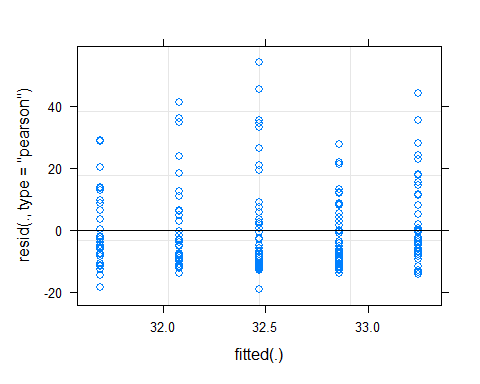 resid(., type = "pearson")
40
20
0
-20
32.0 32.5 33.0
fitted(.)